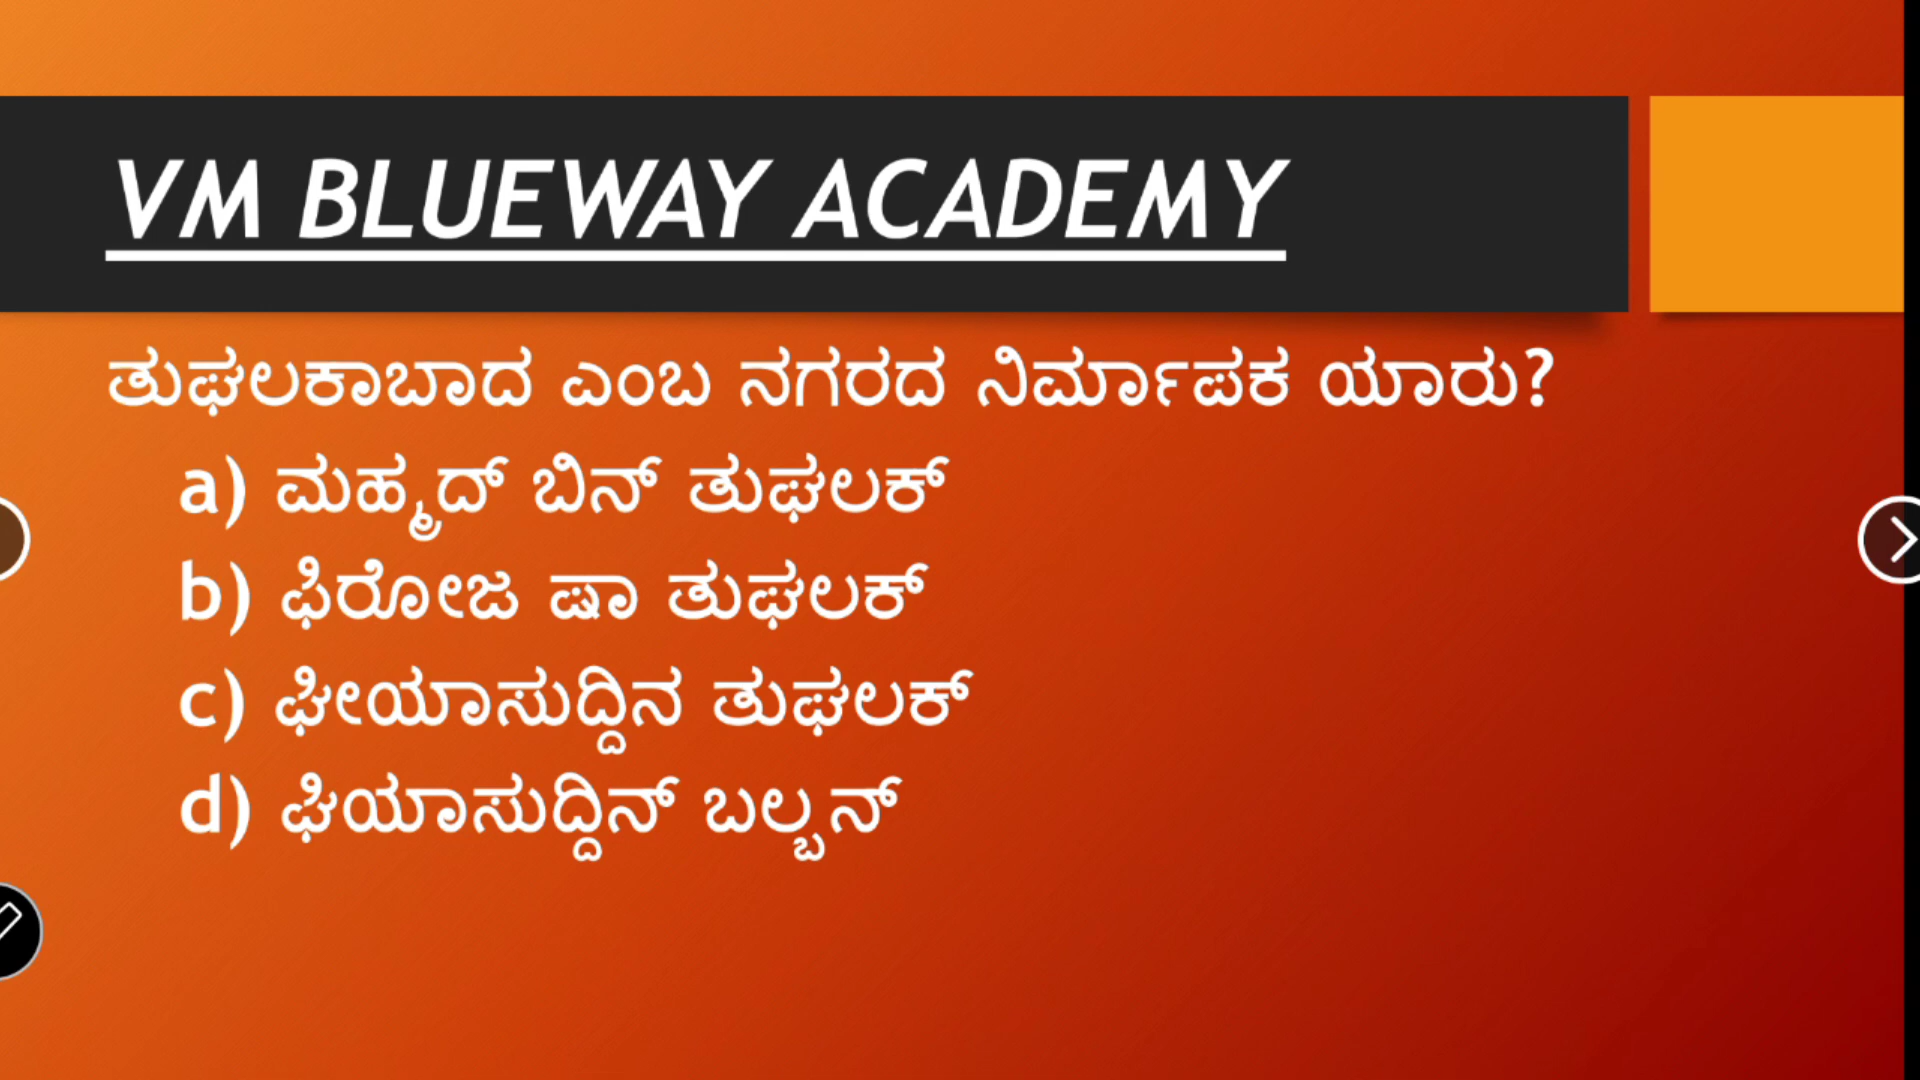 VM BLUEWAY ACADEMY
ತುಘಲಕಾಬಾದ ಎಂಬ ನಗರದ ನಿರ್ಮಾಪಕ ಯಾರು?
a) ಮಹ್ಮದ್ ಬಿನ್ ತುಘಲಕ್
b) ಫಿರೋಜ ಷಾ ತುಘಲಕ್
c) ಘೀಯಾಸುದ್ದಿನ ತುಘಲಕ್
d) ಘಿಯಾಸುದ್ದಿನ್ ಬಲ್ಬನ್